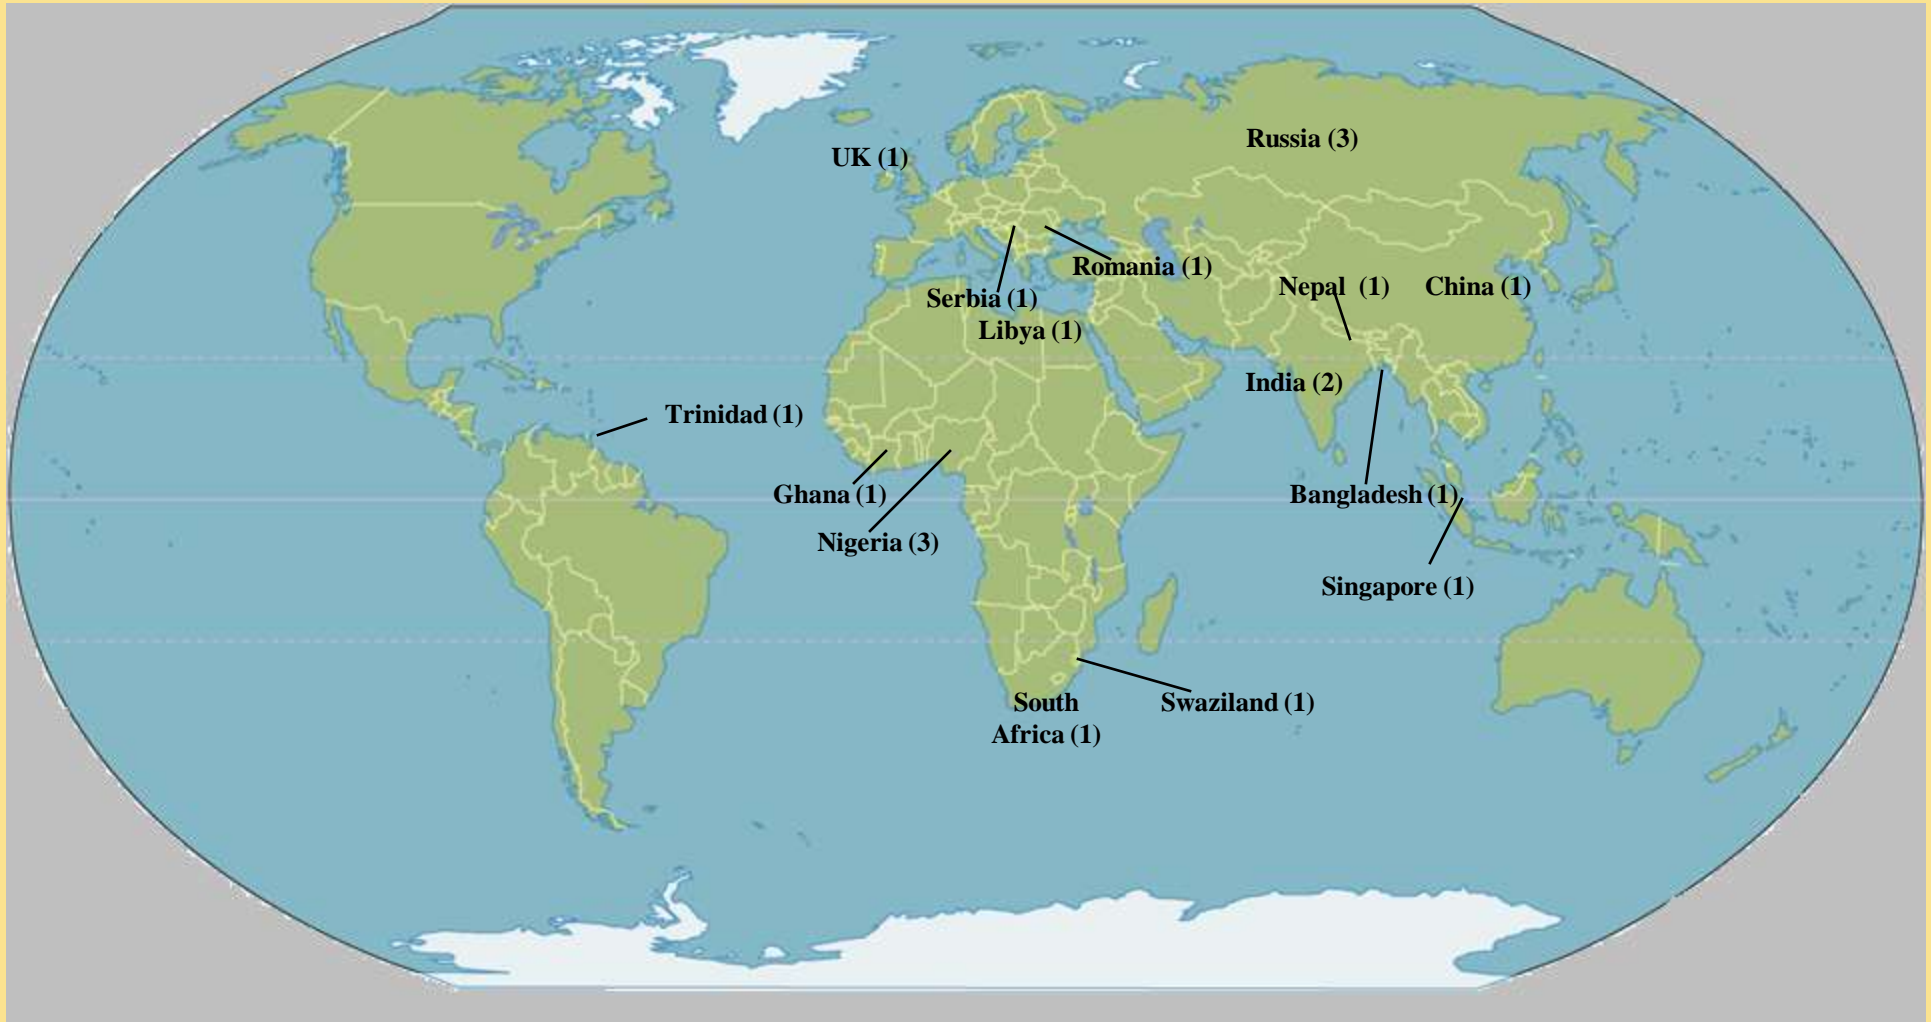 Russia (3)
UK (1)
Romania (1)
Nepal  (1)
China (1)
Serbia (1)
Libya (1)
India (2)
Trinidad (1)
Ghana (1)
Bangladesh (1)
Nigeria (3)
Singapore (1)
South
Africa (1)
Swaziland (1)